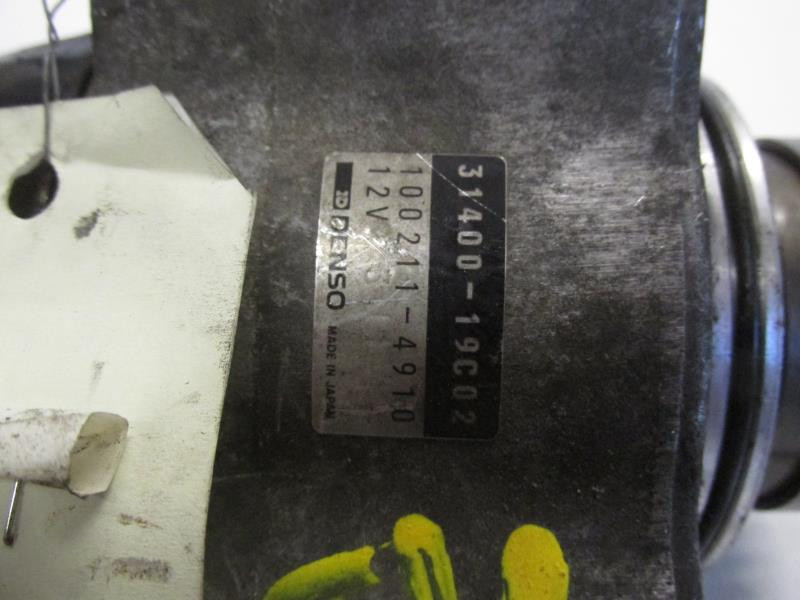 31400-19C02
100211-4910
12V
DENSO MADE IN JAPAN